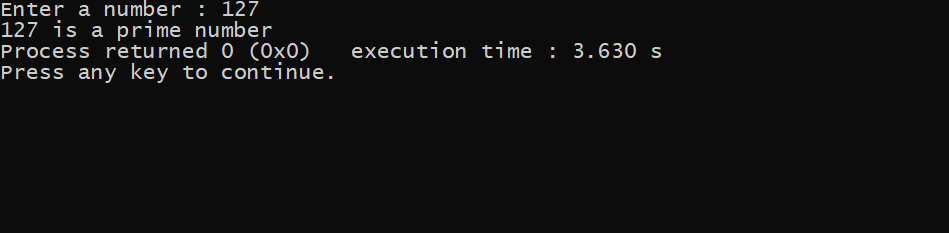 Enter a number : 127
127 is a prime number
Process returned 0 (0x0)   execution time : 3.630 s
Press any key to continue.